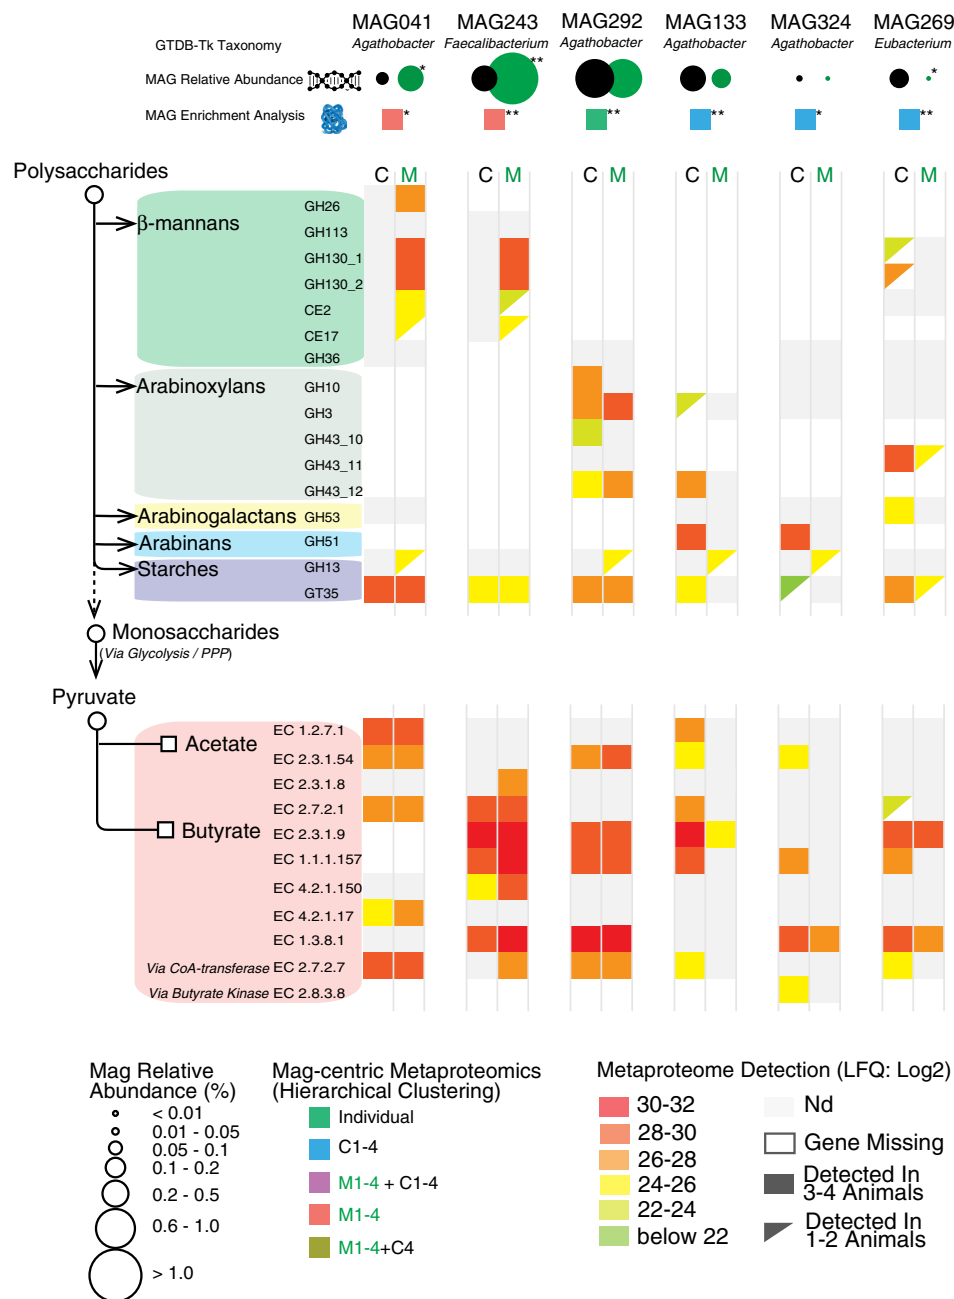 MAG041 MAG243 MAG292 MAG133 MAG324 MAG269
GTDB-Tk Taxonomy Agathobacter Faecalibacterium Agathobacter Agathobacter Agathobacter Eubacterium
MAG Relative Abundance * ** *
MAG Enrichment Analysis * ** ** ** * **
Polysaccharides C M C M C M C M C M C M
GH26
β-mannans
GH113
GH130_1
GH130_2
CE2
CE17
GH36
Arabinoxylans GH10
GH3
GH43_10
GH43_11
GH43_12
Arabinogalactans GH53
Arabinans GH51
Starches GH13
GT35
Monosaccharides
(Via Glycolysis / PPP)
Pyruvate
EC 1.2.7.1
Acetate
EC 2.3.1.54
EC 2.3.1.8
EC 2.7.2.1
Butyrate EC 2.3.1.9
EC 1.1.1.157
EC 4.2.1.150
EC 4.2.1.17
EC 1.3.8.1
Via CoA-transferase EC 2.7.2.7
Via Butyrate Kinase EC 2.8.3.8
Mag Relative
Abundance (%)
< 0.01
0.01 - 0.05
0.05 - 0.1
0.1 - 0.2
0.2 - 0.5
0.6 - 1.0
> 1.0
Mag-centric Metaproteomics
(Hierarchical Clustering)
Individual
C1-4
M1-4 + C1-4
M1-4
M1-4+C4
Metaproteome Detection (LFQ: Log2)
30-32
28-30
26-28
24-26
22-24
below 22
Nd
Gene Missing
Detected In
3-4 Animals
Detected In
1-2 Animals